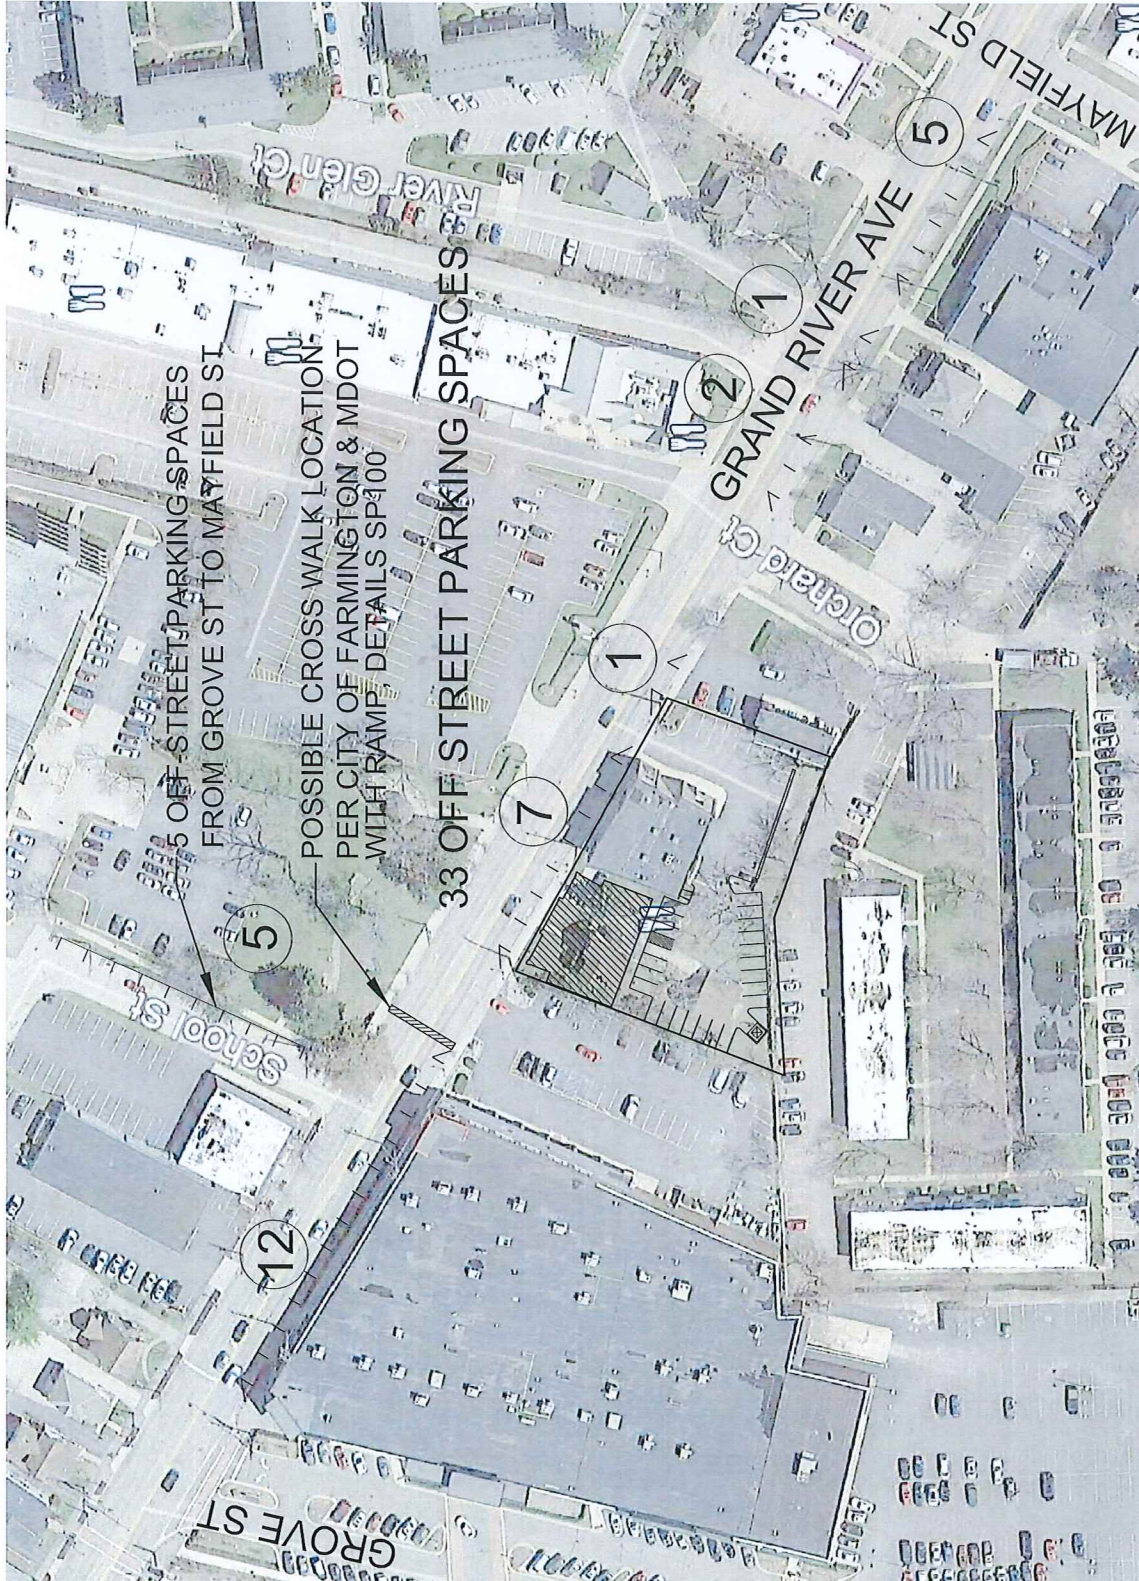 5 OFF STREET PARKING SPACES
FROM GROVE ST TO MAYFIELD ST
POSSIBLE CROSS WALK LOCATION
PER CITY OF FARMINGTON & MDOT
WITH RAMP, DETAILS SP100
33 OFF STREET PARKING SPACES
GROVE ST
12
School St
5
7
1
Orchard Ct
2
1
GRAND RIVER AVE
River Glen Ct
5
MAYFIELD ST